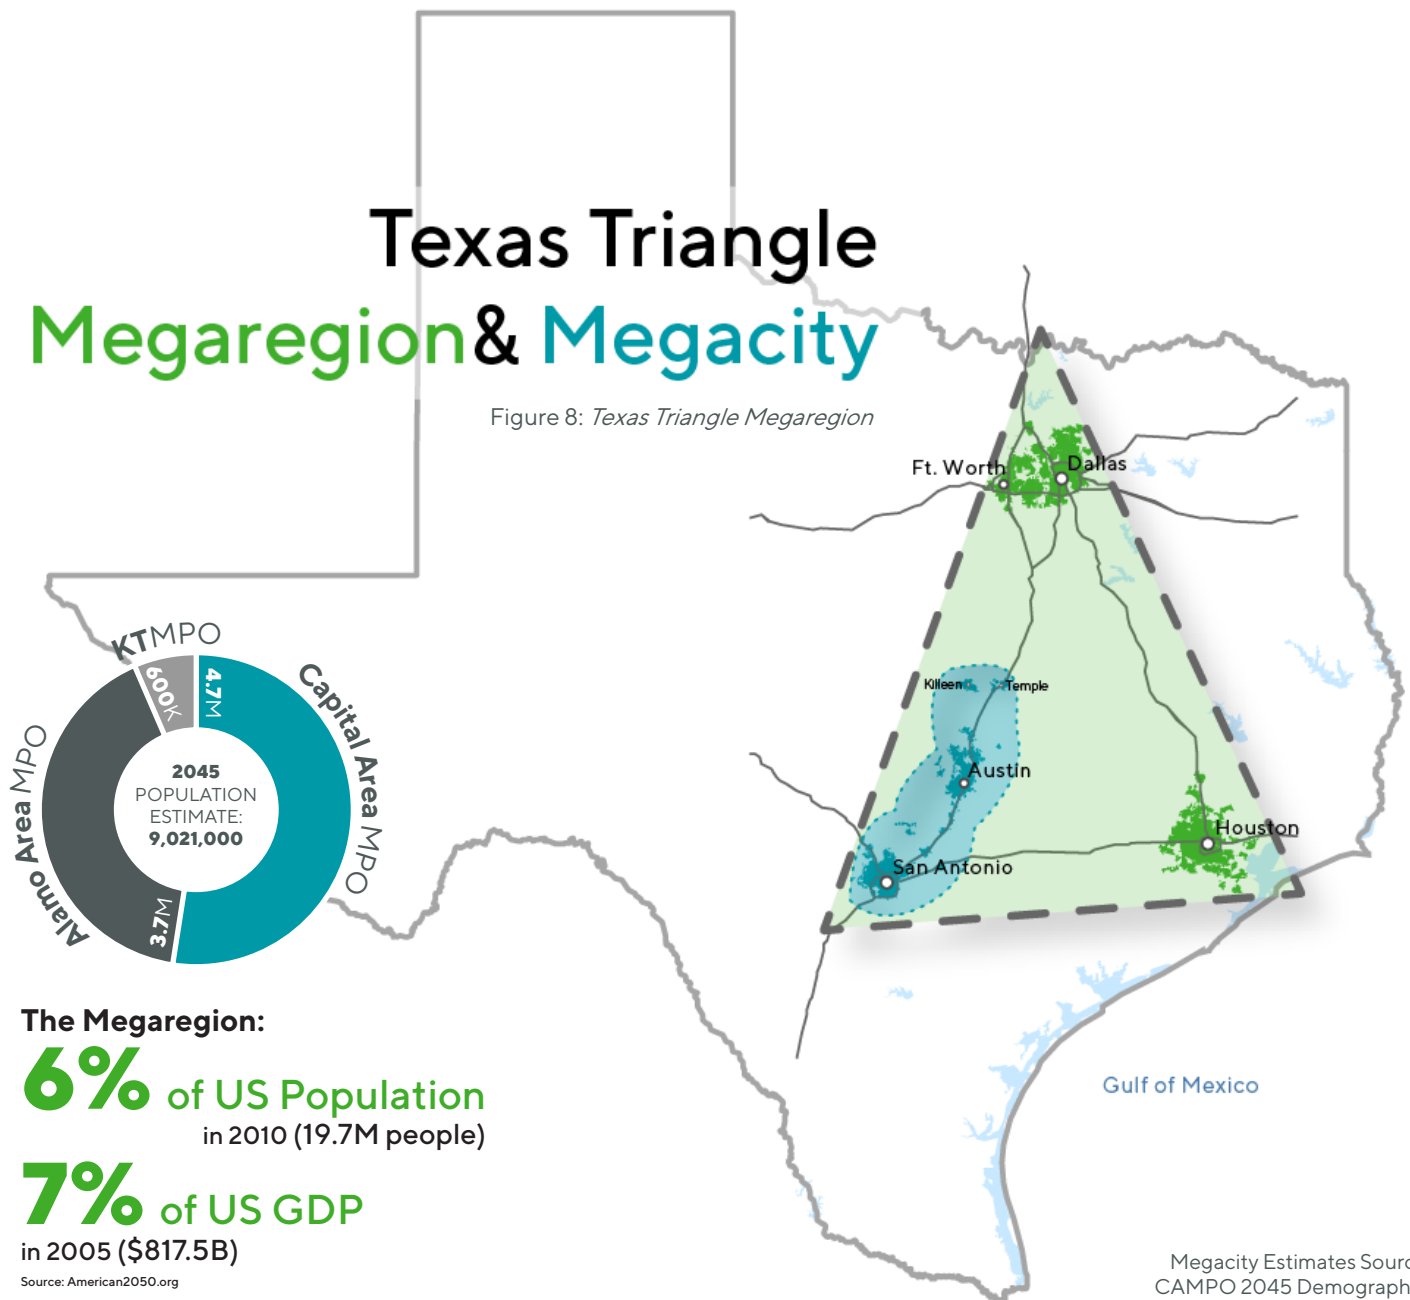 Texas Triangle
Megaregion & Megacity
Figure 8: Texas Triangle Megaregion
Ft. Worth
Dallas
Killeen
Temple
Austin
Houston
San Antonio
Gulf of Mexico
KTMPO
600K
4.7M
Capital Area MPO
Alamo Area MPO
3.7M
2045
POPULATION
ESTIMATE:
9,021,000
The Megaregion:
6% of US Population
in 2010 (19.7M people)
7% of US GDP
in 2005 ($817.5B)
Source: American2050.org
Megacity Estimates Sourc
CAMPO 2045 Demograph